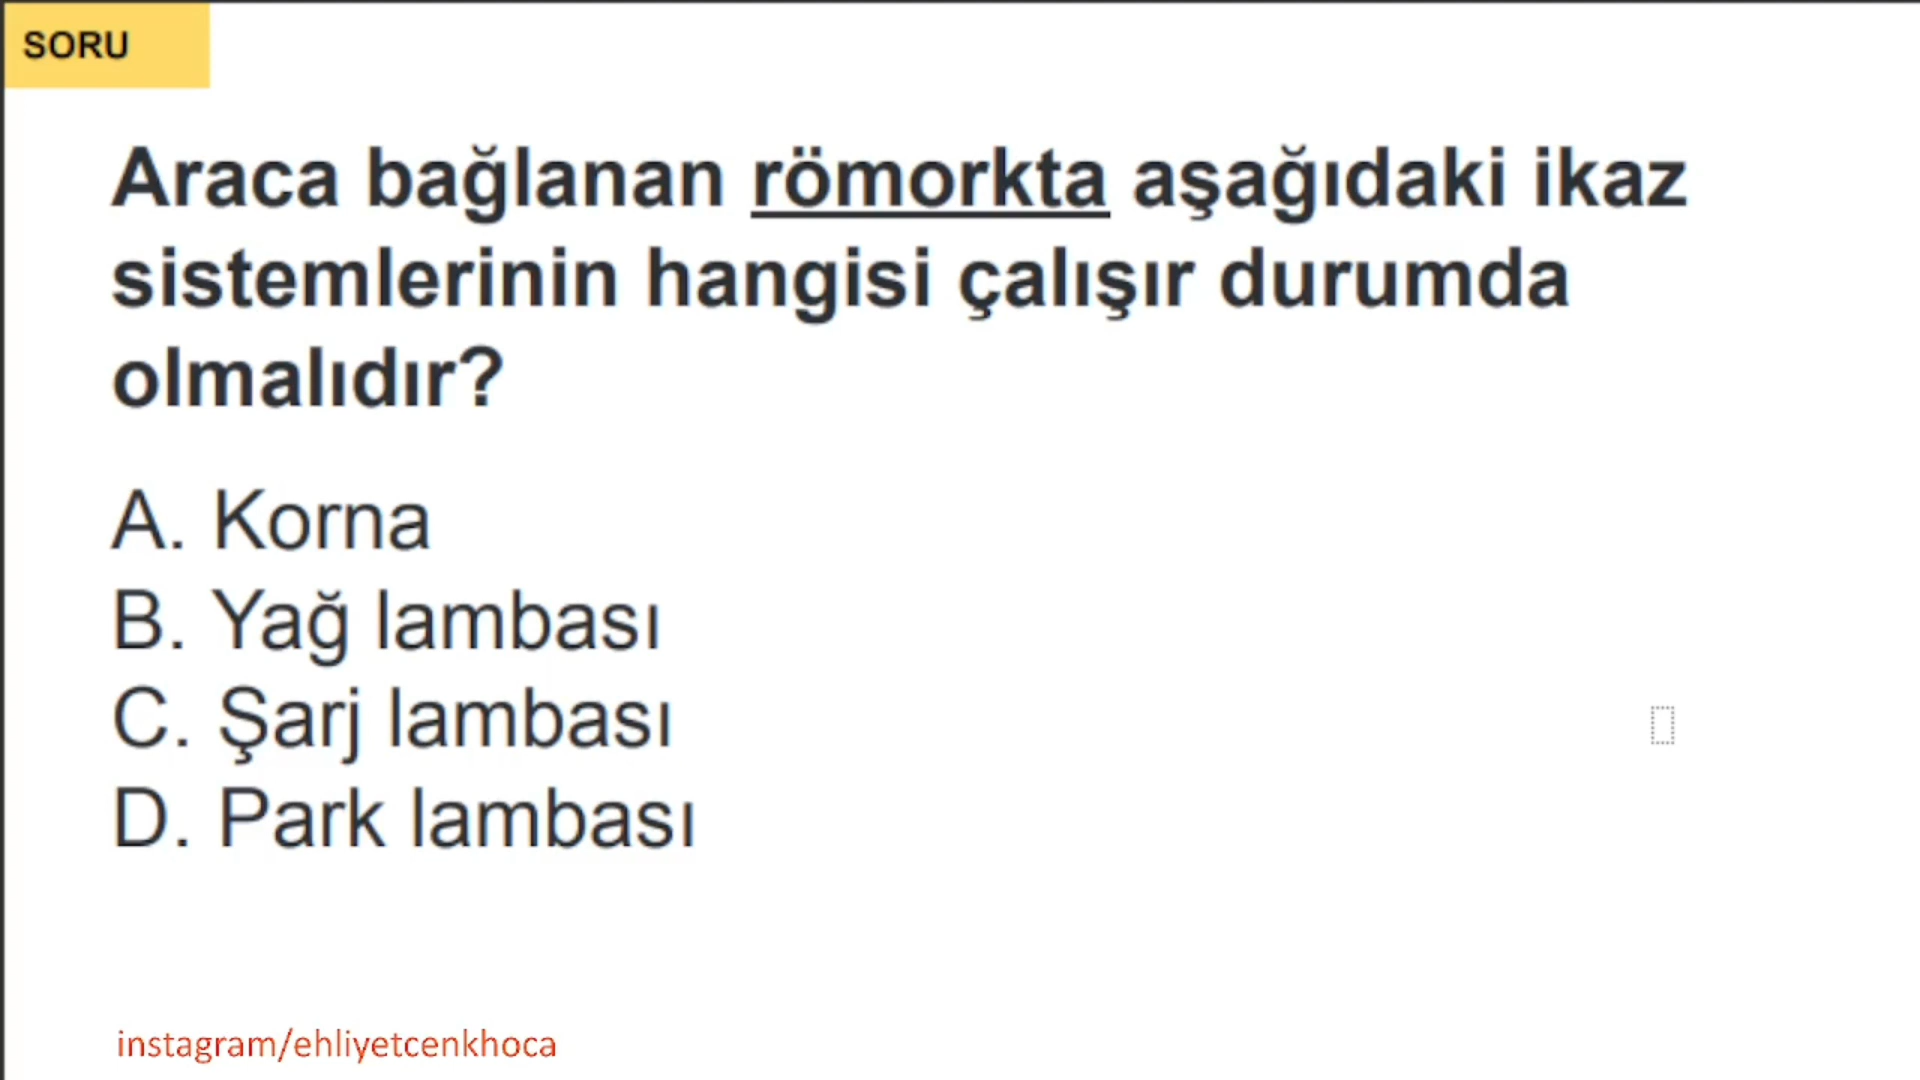 SORU
Araca bağlanan römorkta aşağıdaki ikaz
sistemlerinin hangisi çalışır durumda
olmalıdır?
A. Korna
B. Yağ lambası
C. Şarj lambası
D. Park lambası
instagram/ehliyetcenkhoca